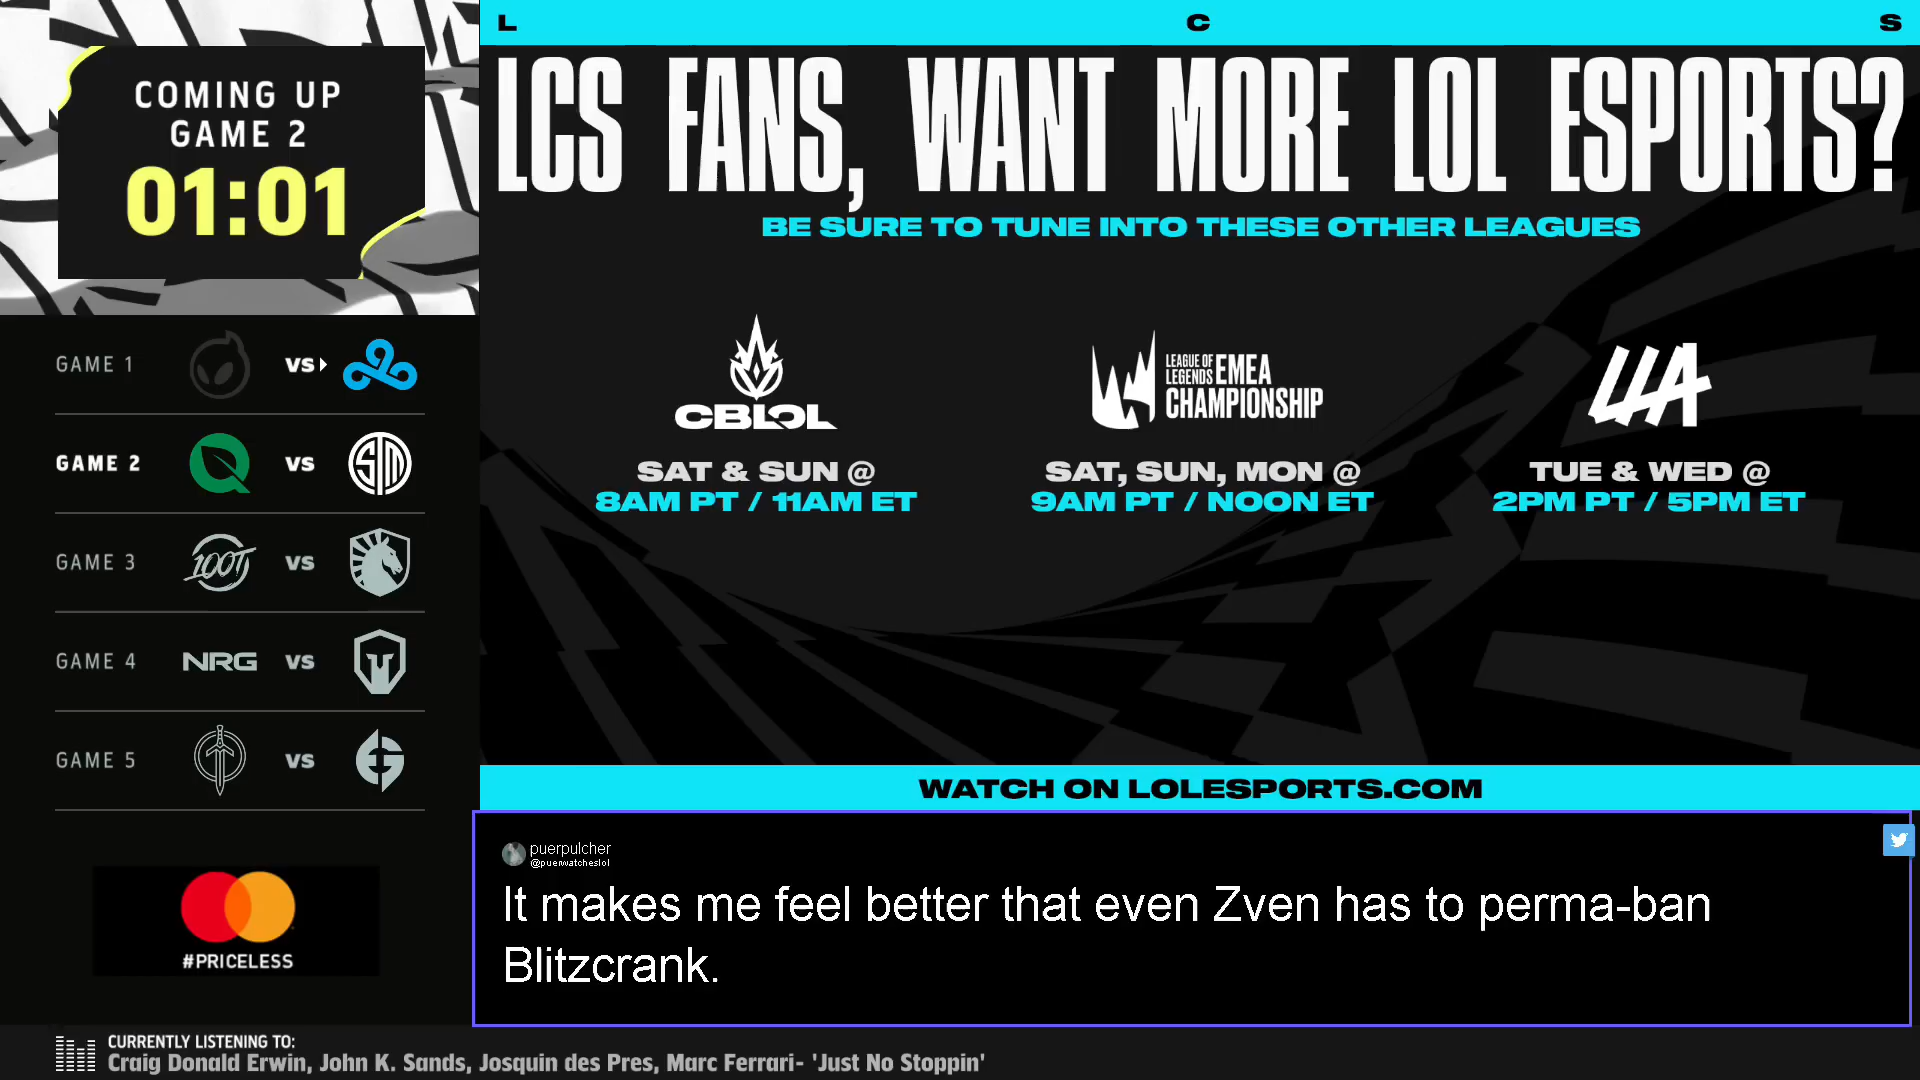 COMING UP
GAME 2
01:01
GAME 1 VS
GAME 2 VS TSM
GAME 3 100T VS
GAME 4 NRG VS
GAME 5 VS
#PRICELESS
L C S
LCS FANS, WANT MORE LOL ESPORTS?
BE SURE TO TUNE INTO THESE OTHER LEAGUES
CBLOL
SAT & SUN @
8AM PT / 11AM ET
LEAGUE OF
LEGENDS EMEA
CHAMPIONSHIP
SAT, SUN, MON @
9AM PT / NOON ET
LLA
TUE & WED @
2PM PT / 5PM ET
WATCH ON LOLESPORTS.COM
puerpulcher
@puerwatcheslol
It makes me feel better that even Zven has to perma-ban
Blitzcrank.
CURRENTLY LISTENING TO:
Craig Donald Erwin, John K. Sands, Josquin des Pres, Marc Ferrari- 'Just No Stoppin'